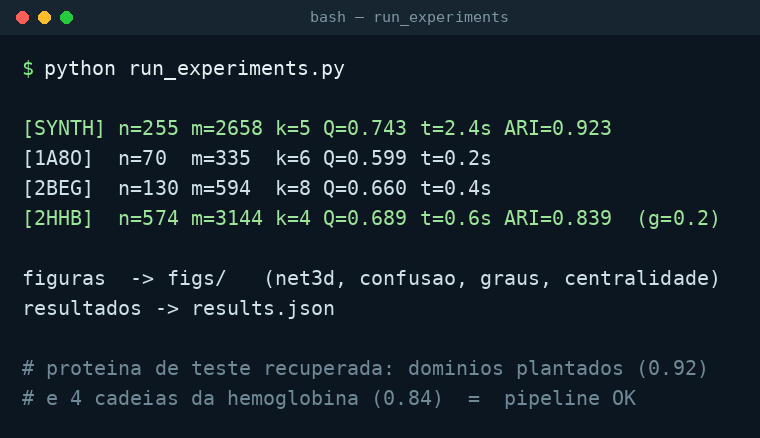 bash — run_experiments
$ python run_experiments.py
[SYNTH] n=255 m=2658 k=5 Q=0.743 t=2.4s ARI=0.923
[1A8O]  n=70  m=335  k=6 Q=0.599 t=0.2s
[2BEG]  n=130 m=594  k=8 Q=0.660 t=0.4s
[2HHB]  n=574 m=3144 k=4 Q=0.689 t=0.6s ARI=0.839  (g=0.2)
figuras  -> figs/   (net3d, confusao, graus, centralidade)
resultados -> results.json
# proteina de teste recuperada: dominios plantados (0.92)
# e 4 cadeias da hemoglobina (0.84)  =  pipeline OK